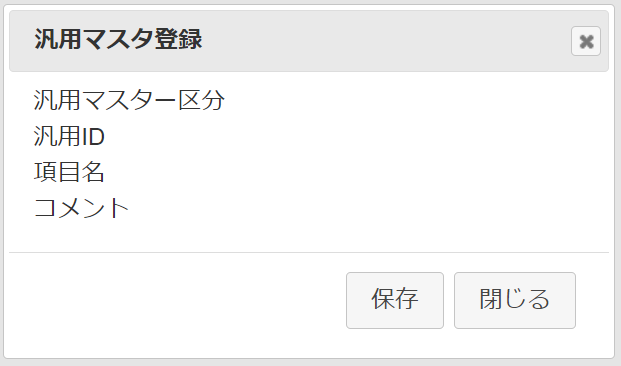 汎用マスタ登録
汎用マスター区分
汎用ID
項目名
コメント
保存 閉じる